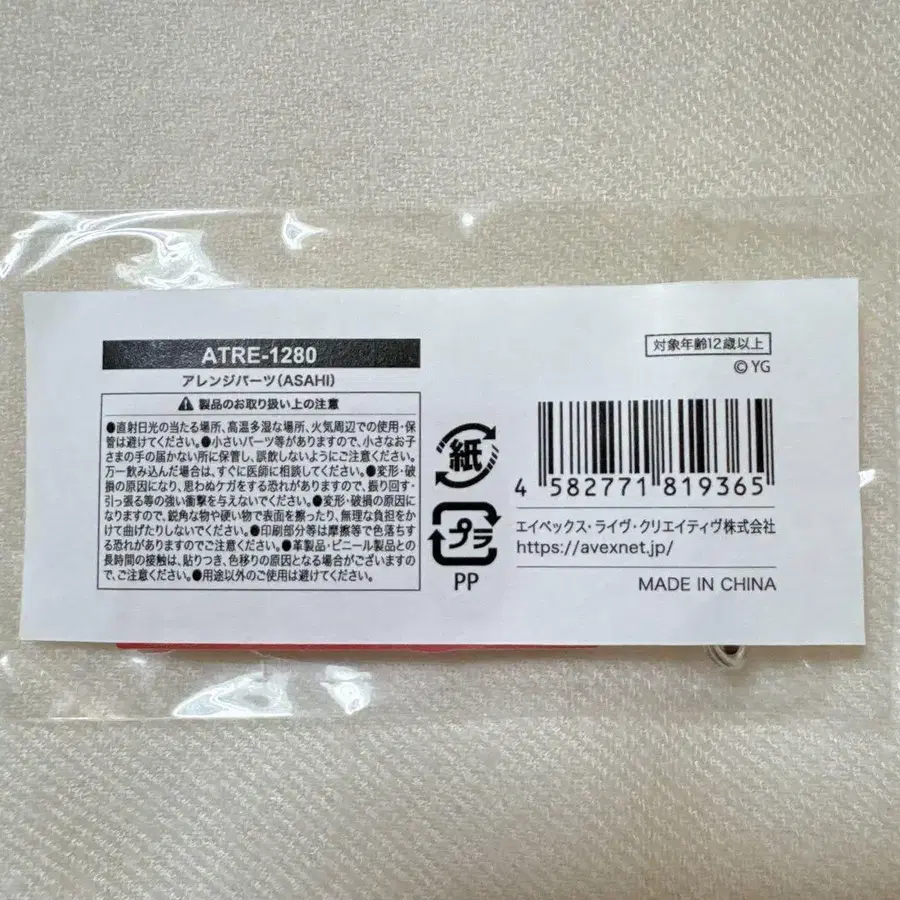 ATRE-1280
アレンジパーツ(ASAHI)
⚠ 製品のお取り扱い上の注意
●直射日光の当たる場所、高温多湿な場所、火気周辺での使用・保
管は避けてください。●小さいパーツ等がありますので、小さなお子
さまの手の届かない所に保管し、誤飲しないようにご注意ください。
万一飲み込んだ場合は、すぐに医師に相談してください。●変形・破
損の原因になり、思わぬケガをする恐れがありますので、振り回す・
引っ張る等の強い衝撃を与えないでください。●変形・破損の原因に
なりますので、鋭角な物や硬い物で表面を擦ったり、無理な負担をか
けて曲げたりしないでください。●印刷部分等は摩擦等で色落ちす
る恐れがありますのでご注意ください。●革製品・ビニール製品との
長時間の接触は、貼りつき、色移りの原因となる場合がございますの
で、ご注意ください。●用途以外のご使用は避けてください。
紙
プラ
PP
対象年齢12歳以上
©YG
4 582771 819365
エイベックス・ライヴ・クリエイティヴ株式会社
https://avexnet.jp/
MADE IN CHINA